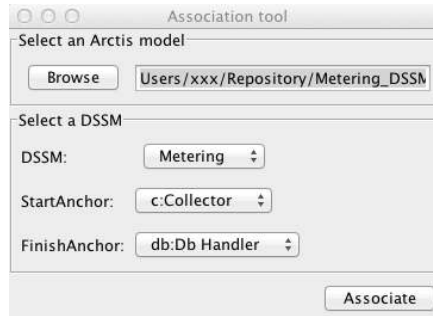 Association tool
Select an Arctis model
Browse Users/xxx/Repository/Metering_DSSM
Select a DSSM
DSSM: Metering
StartAnchor: c:Collector
FinishAnchor: db:Db Handler
Associate